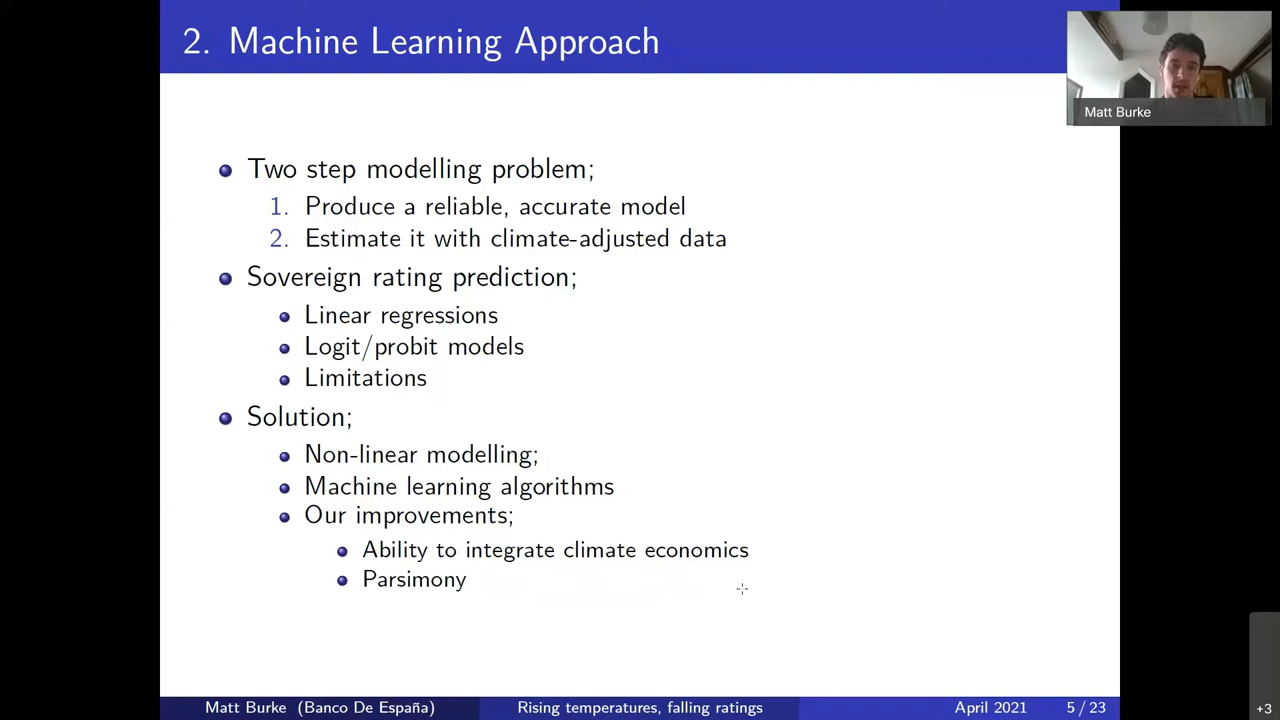 2. Machine Learning Approach
Matt Burke
Two step modelling problem;
1. Produce a reliable, accurate model
2. Estimate it with climate-adjusted data
Sovereign rating prediction;
Linear regressions
Logit/probit models
Limitations
Solution;
Non-linear modelling;
Machine learning algorithms
Our improvements;
Ability to integrate climate economics
Parsimony
Matt Burke (Banco De España) Rising temperatures, falling ratings April 2021 5 / 23
+3